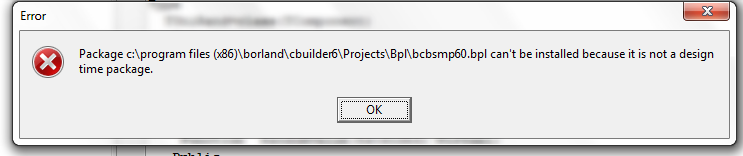 Error
Package c:\program files (x86)\borland\cbuilder6\Projects\Bpl\bcbsmp60.bpl can't be installed because it is not a design
time package.
OK